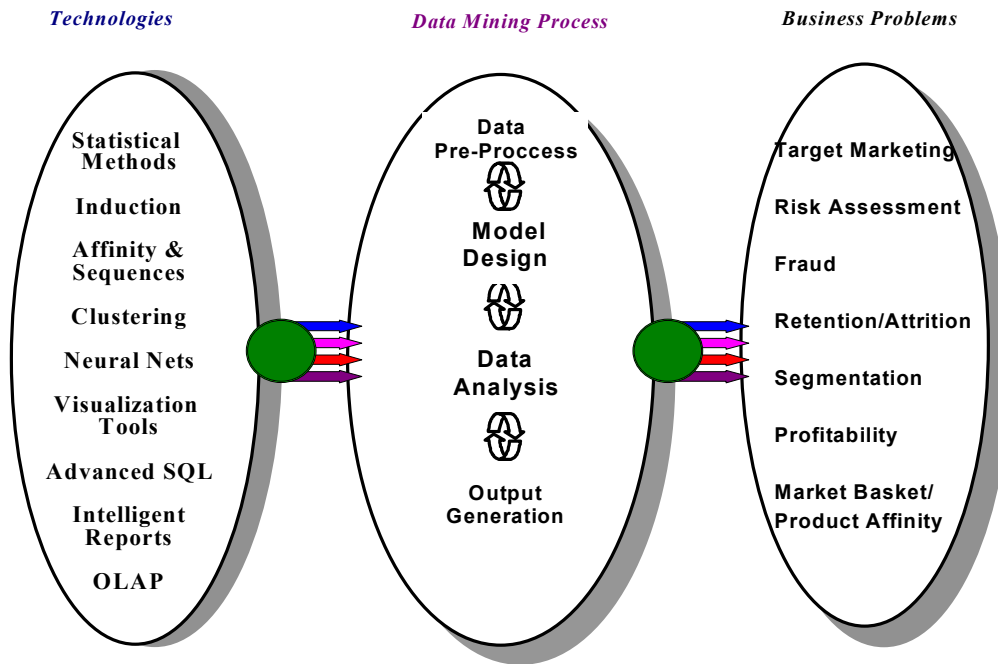 Technologies
Data Mining Process
Business Problems
Statistical
Methods
Induction
Affinity &
Sequences
Clustering
Neural Nets
Visualization
Tools
Advanced SQL
Intelligent
Reports
OLAP
Data
Pre-Proccess
Model
Design
Data
Analysis
Output
Generation
Target Marketing
Risk Assessment
Fraud
Retention/Attrition
Segmentation
Profitability
Market Basket/
Product Affinity